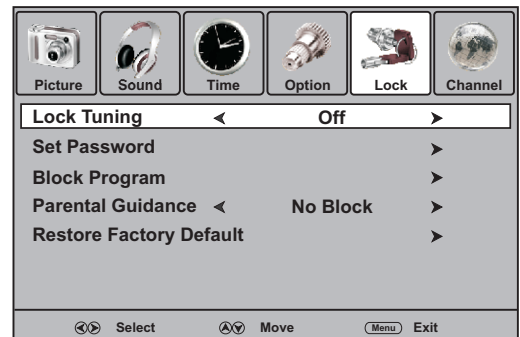 Picture Sound Time Option Lock Channel
Lock Tuning Off
Set Password
Block Program
Parental Guidance No Block
Restore Factory Default
Select Move Menu Exit